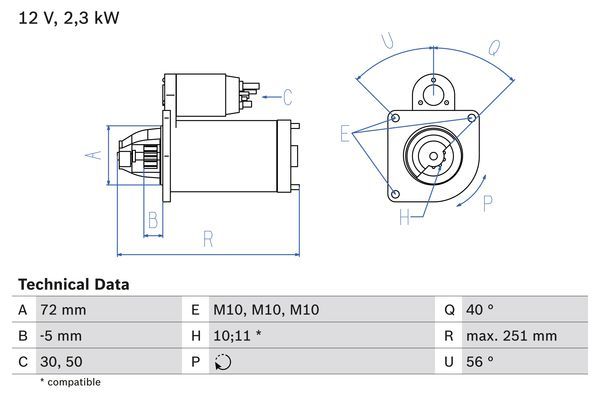 12 V, 2,3 kW
U
Q
C
A
E
B
R
H
P
Technical Data
A 72 mm E M10, M10, M10 Q 40 °
B -5 mm H 10;11 * R max. 251 mm
C 30, 50 P U 56 °
* compatible